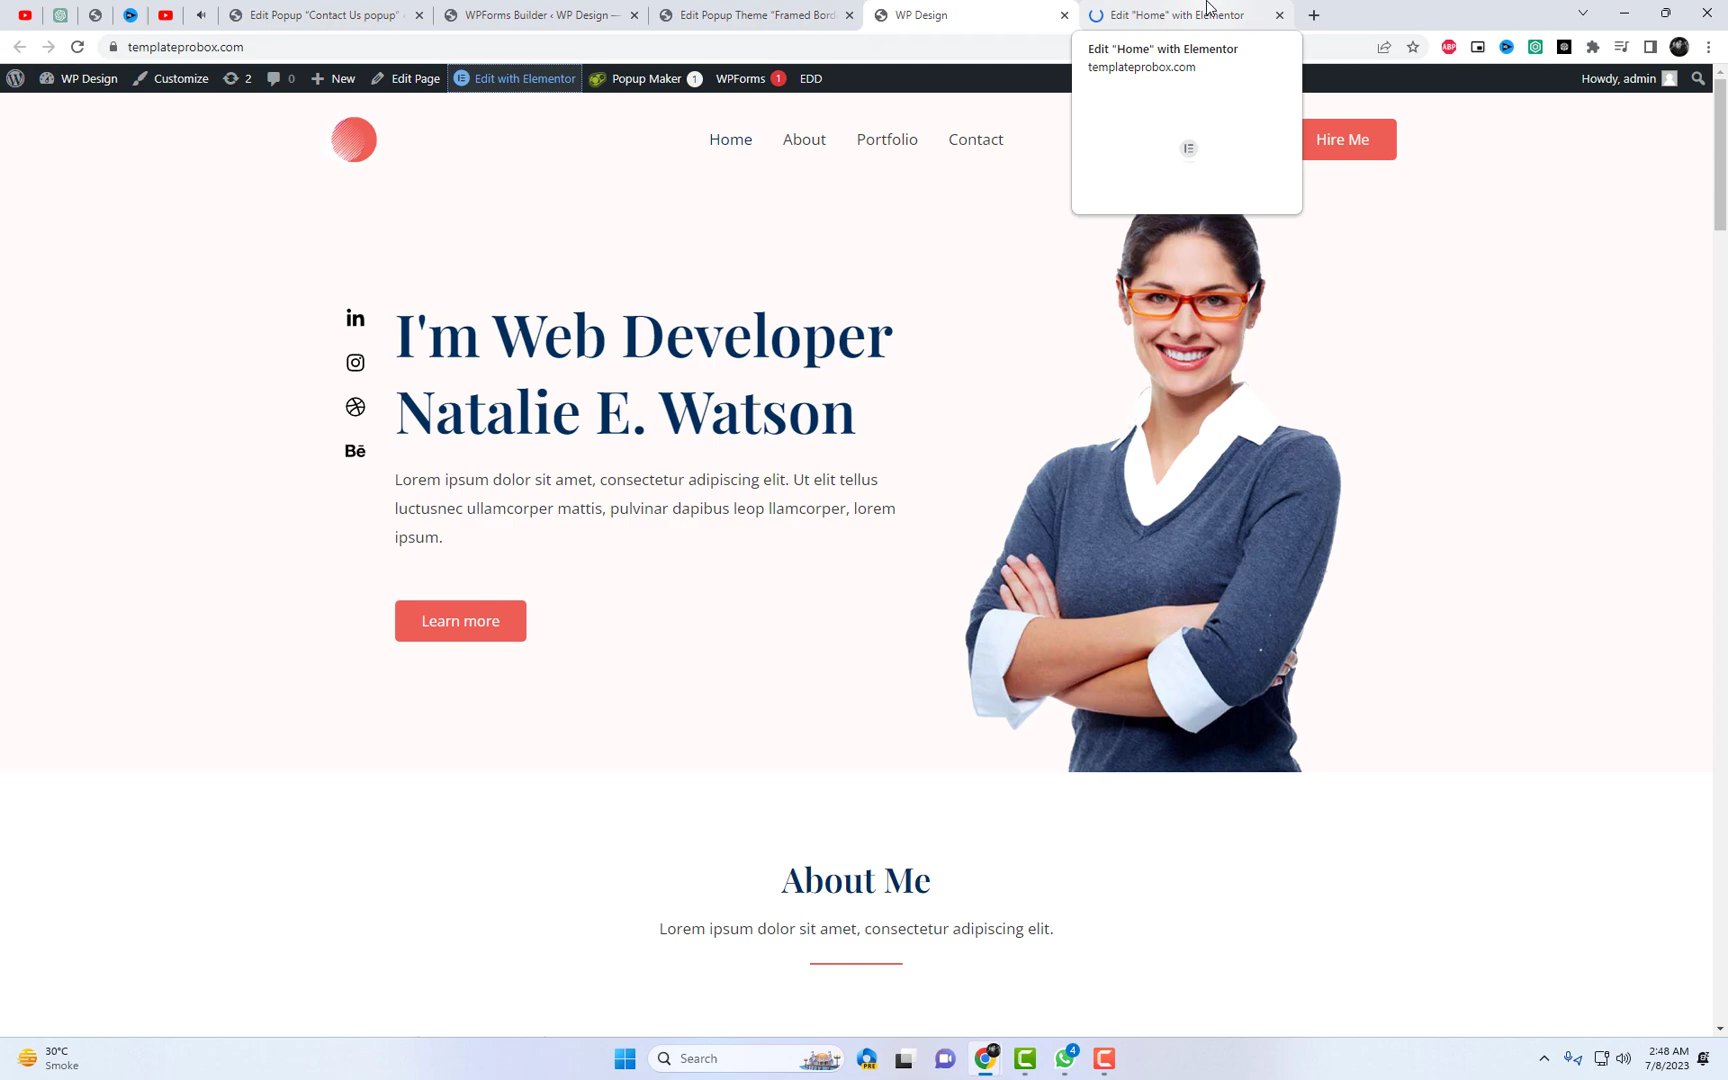 Edit Popup "Contact Us popup"
WPForms Builder ‹ WP Design —
Edit Popup Theme "Framed Bord
WP Design
Edit "Home" with Elementor
templateprobox.com
Edit "Home" with Elementor
templateprobox.com
ABP
WP Design
Customize
2
0
New
Edit Page
Edit with Elementor
Popup Maker 1
WPForms 1
EDD
Howdy, admin
Home
About
Portfolio
Contact
Hire Me
in
I'm Web Developer
Natalie E. Watson
Bē
Lorem ipsum dolor sit amet, consectetur adipiscing elit. Ut elit tellus
luctusnec ullamcorper mattis, pulvinar dapibus leop llamcorper, lorem
ipsum.
Learn more
About Me
Lorem ipsum dolor sit amet, consectetur adipiscing elit.
30°C
Smoke
Search
PRE
4
2:48 AM
7/8/2023